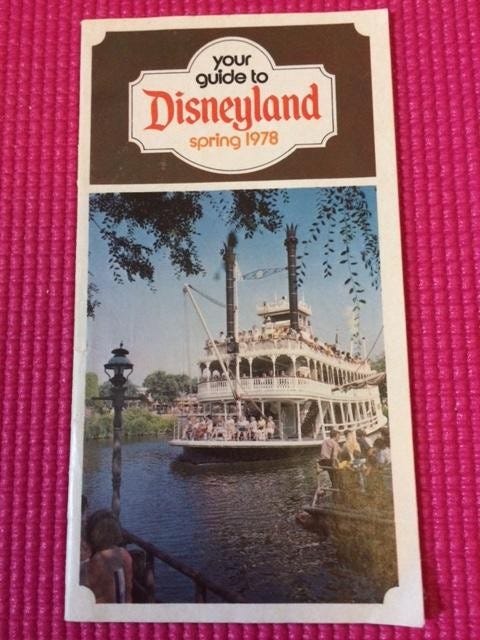 your
guide to
Disneyland
spring 1978